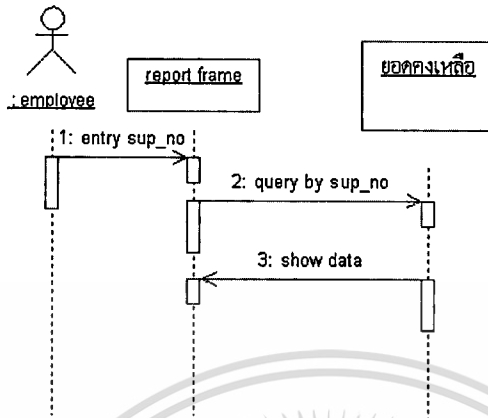 : employee
report frame
ยอดคงเหลือ
1: entry sup_no
2: query by sup_no
3: show data